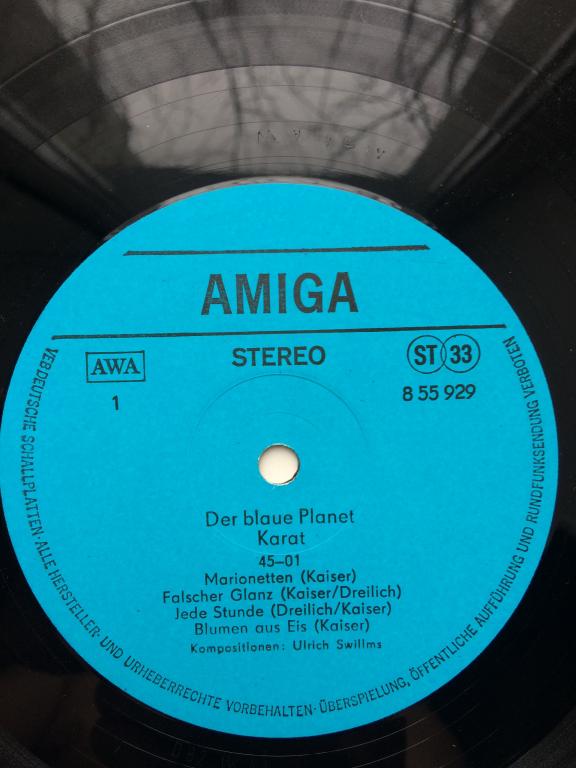 AMIGA
AWA
STEREO
ST 33
1
8 55 929
Der blaue Planet
Karat
45—01
Marionetten (Kaiser)
Falscher Glanz (Kaiser/Dreilich)
Jede Stunde (Dreilich/Kaiser)
Blumen aus Eis (Kaiser)
Kompositionen: Ulrich Swillms
VEB DEUTSCHE SCHALLPLATTEN · ALLE HERSTELLER- UND URHEBERRECHTE VORBEHALTEN · ÜBERSPIELUNG, ÖFFENTLICHE AUFFÜHRUNG UND RUNDFUNKSENDUNG VERBOTEN